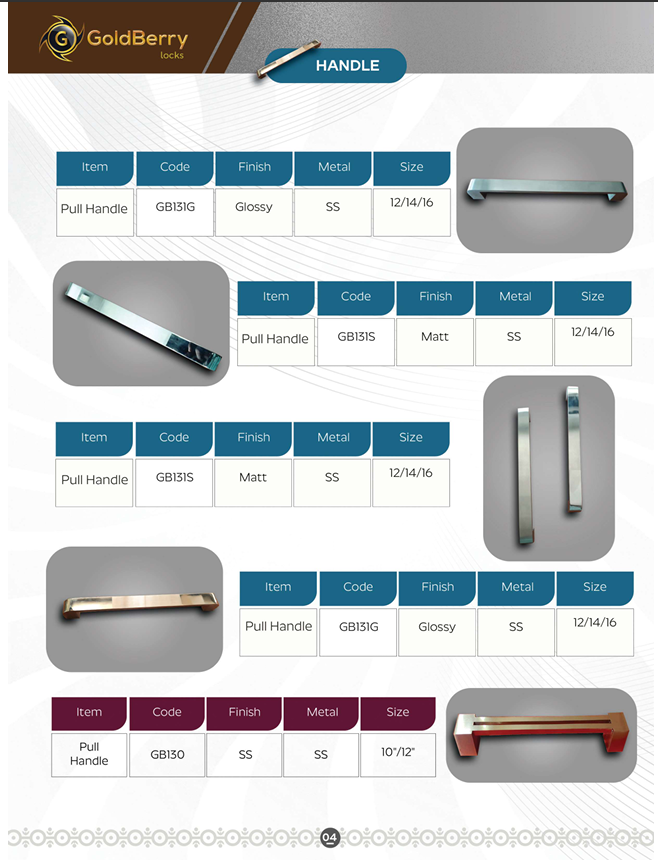 GoldBerry
locks
HANDLE
Item Code Finish Metal Size
Pull Handle GB131G Glossy SS 12/14/16
Item Code Finish Metal Size
Pull Handle GB131S Matt SS 12/14/16
Item Code Finish Metal Size
Pull Handle GB131S Matt SS 12/14/16
Item Code Finish Metal Size
Pull Handle GB131G Glossy SS 12/14/16
Item Code Finish Metal Size
Pull
Handle GB130 SS SS 10"/12"
04